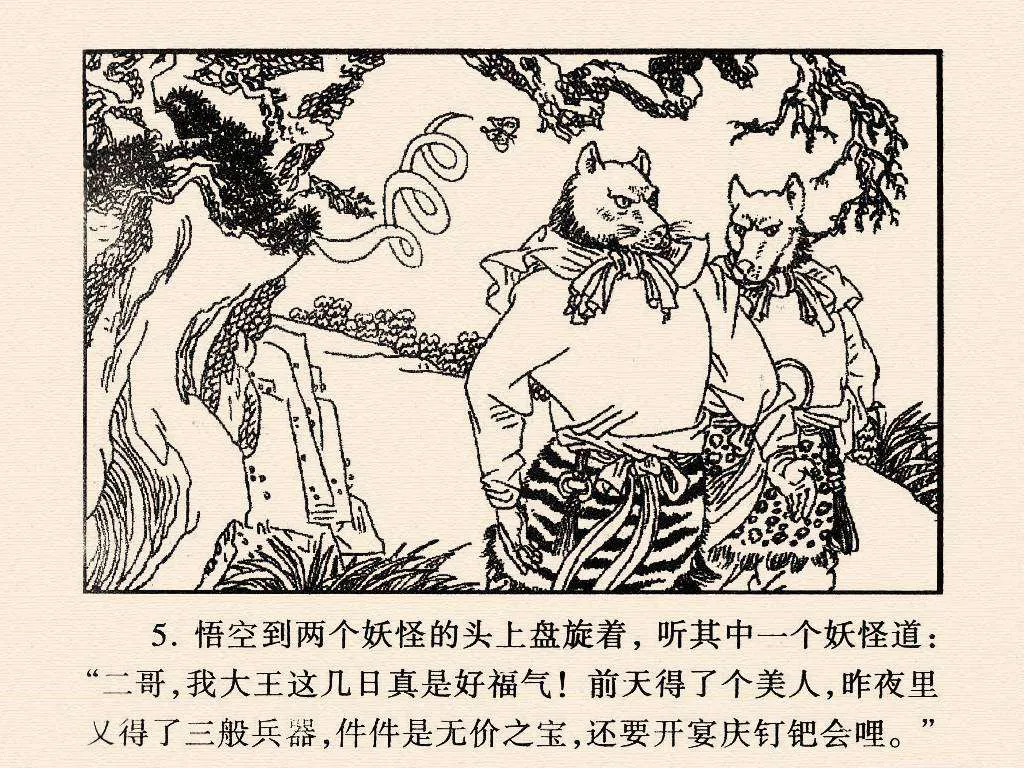 5. 悟空到两个妖怪的头上盘旋着，听其中一个妖怪道：
“二哥，我大王这几日真是好福气！前天得了个美人，昨夜里
又得了三般兵器，件件是无价之宝，还要开宴庆钉钯会哩。”